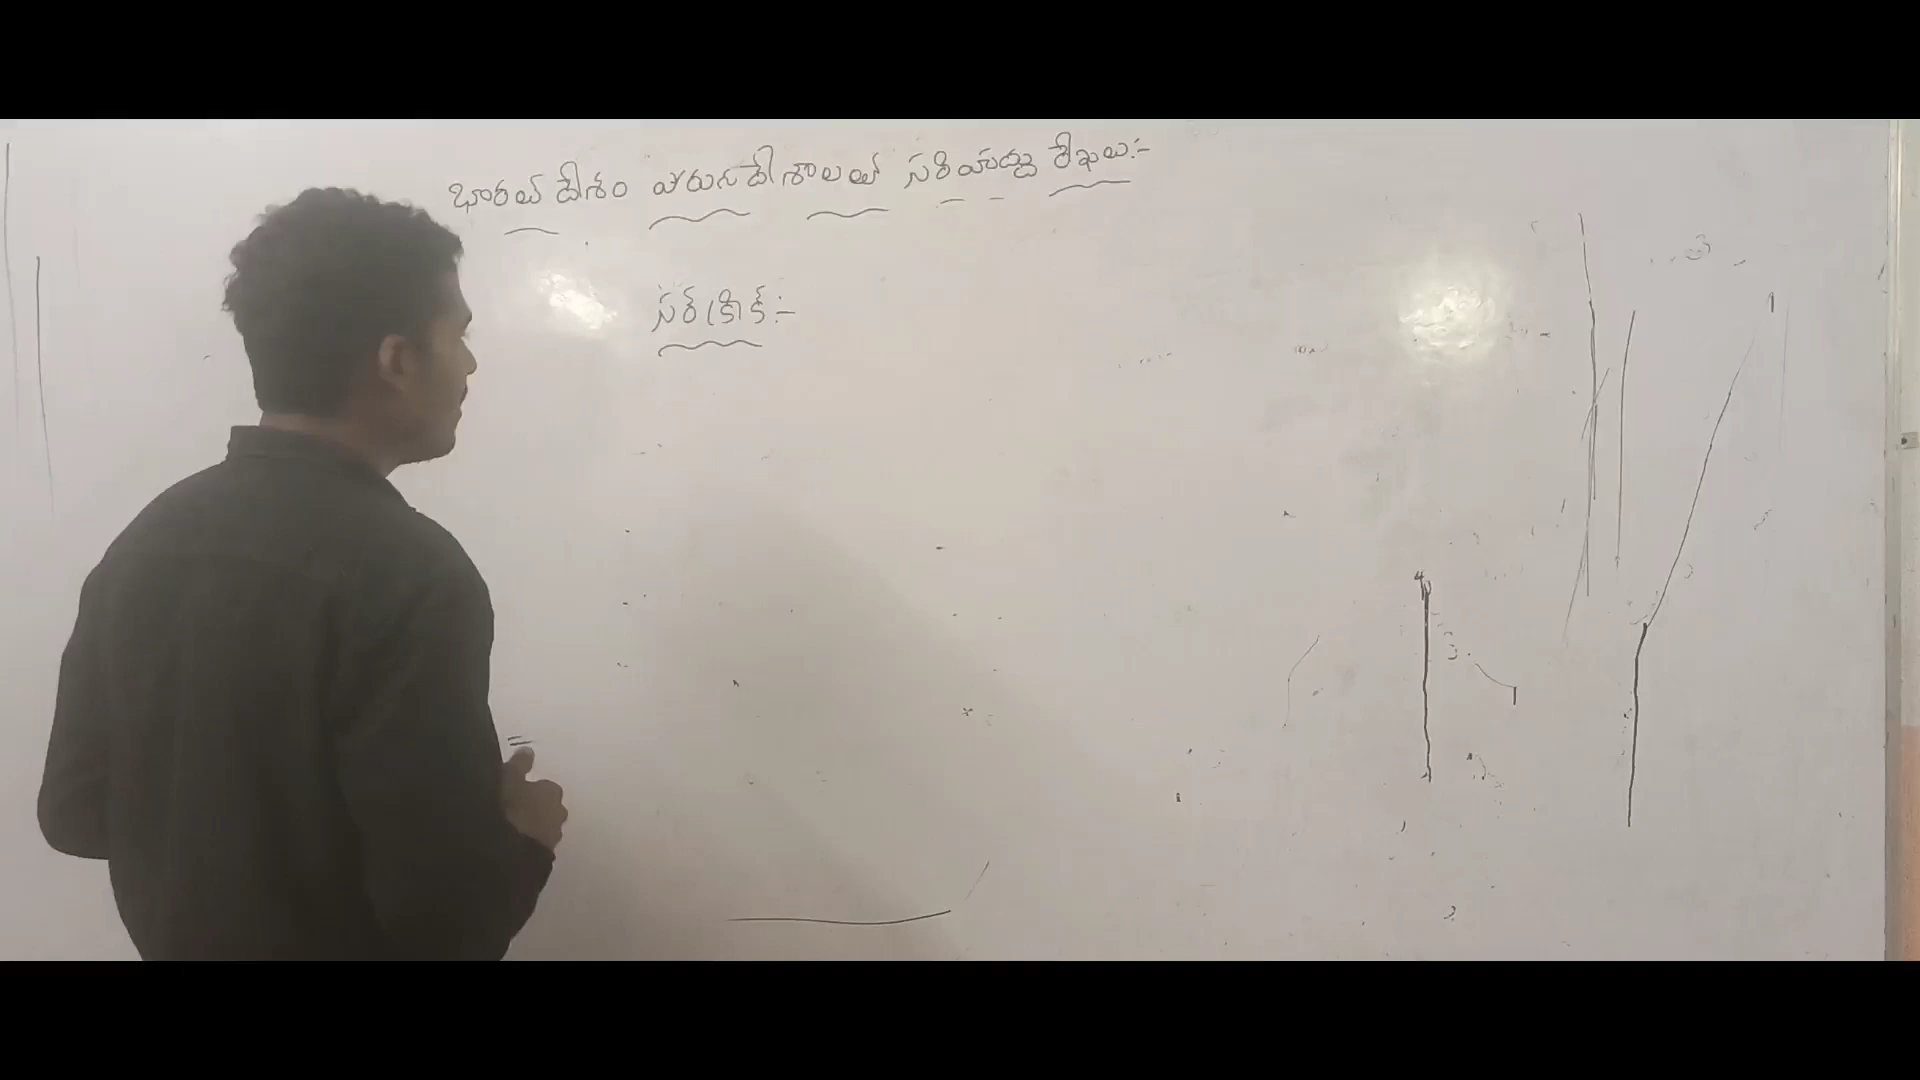 భారత్ దేశం పొరుగుదేశాలతో సరిహద్దు రేఖలు:-
సర్ క్రిక్:-